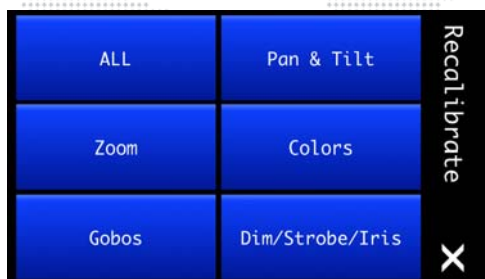 ALL
Pan & Tilt
Zoom
Colors
Gobos
Dim/Strobe/Iris
Recalibrate
X